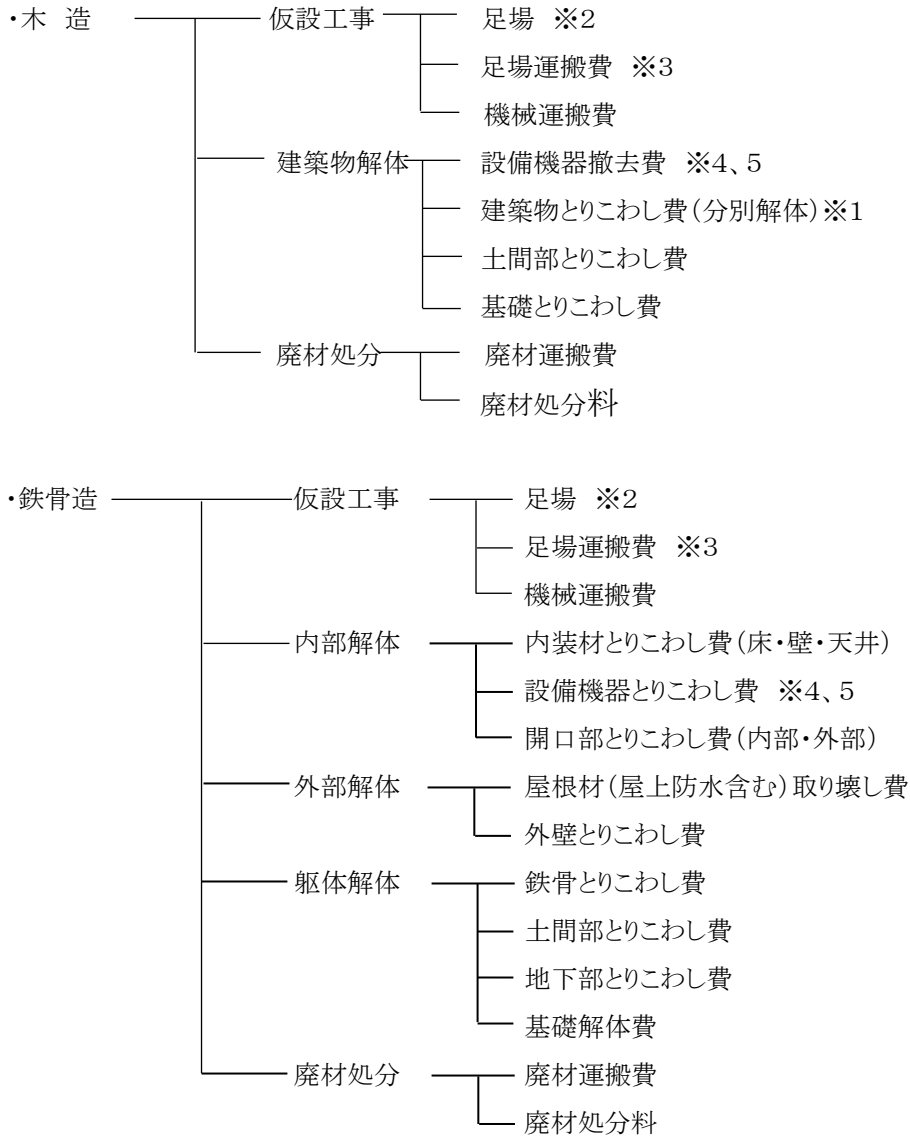 ・木 造 仮設工事 足場 ※2
足場運搬費 ※3
機械運搬費
建築物解体 設備機器撤去費 ※4、5
建築物とりこわし費(分別解体)※1
土間部とりこわし費
基礎とりこわし費
廃材処分 廃材運搬費
廃材処分料
・鉄骨造 仮設工事 足場 ※2
足場運搬費 ※3
機械運搬費
内部解体 内装材とりこわし費(床・壁・天井)
設備機器とりこわし費 ※4、5
開口部とりこわし費(内部・外部)
外部解体 屋根材(屋上防水含む)取り壊し費
外壁とりこわし費
躯体解体 鉄骨とりこわし費
土間部とりこわし費
地下部とりこわし費
基礎解体費
廃材処分 廃材運搬費
廃材処分料